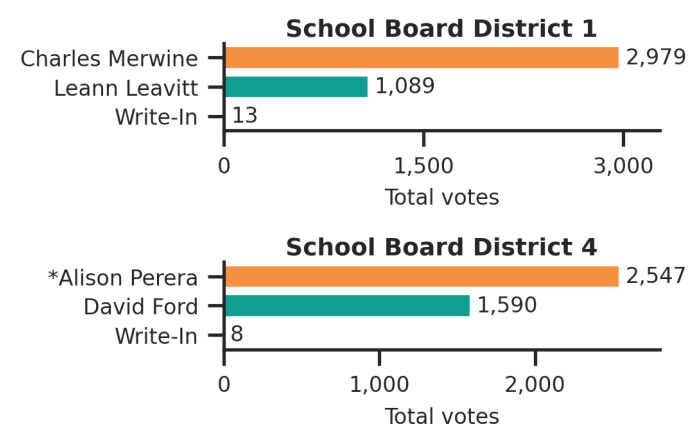 School Board District 1
Charles Merwine 2,979
Leann Leavitt 1,089
Write-In 13
0 1,500 3,000
Total votes
School Board District 4
*Alison Perera 2,547
David Ford 1,590
Write-In 8
0 1,000 2,000
Total votes